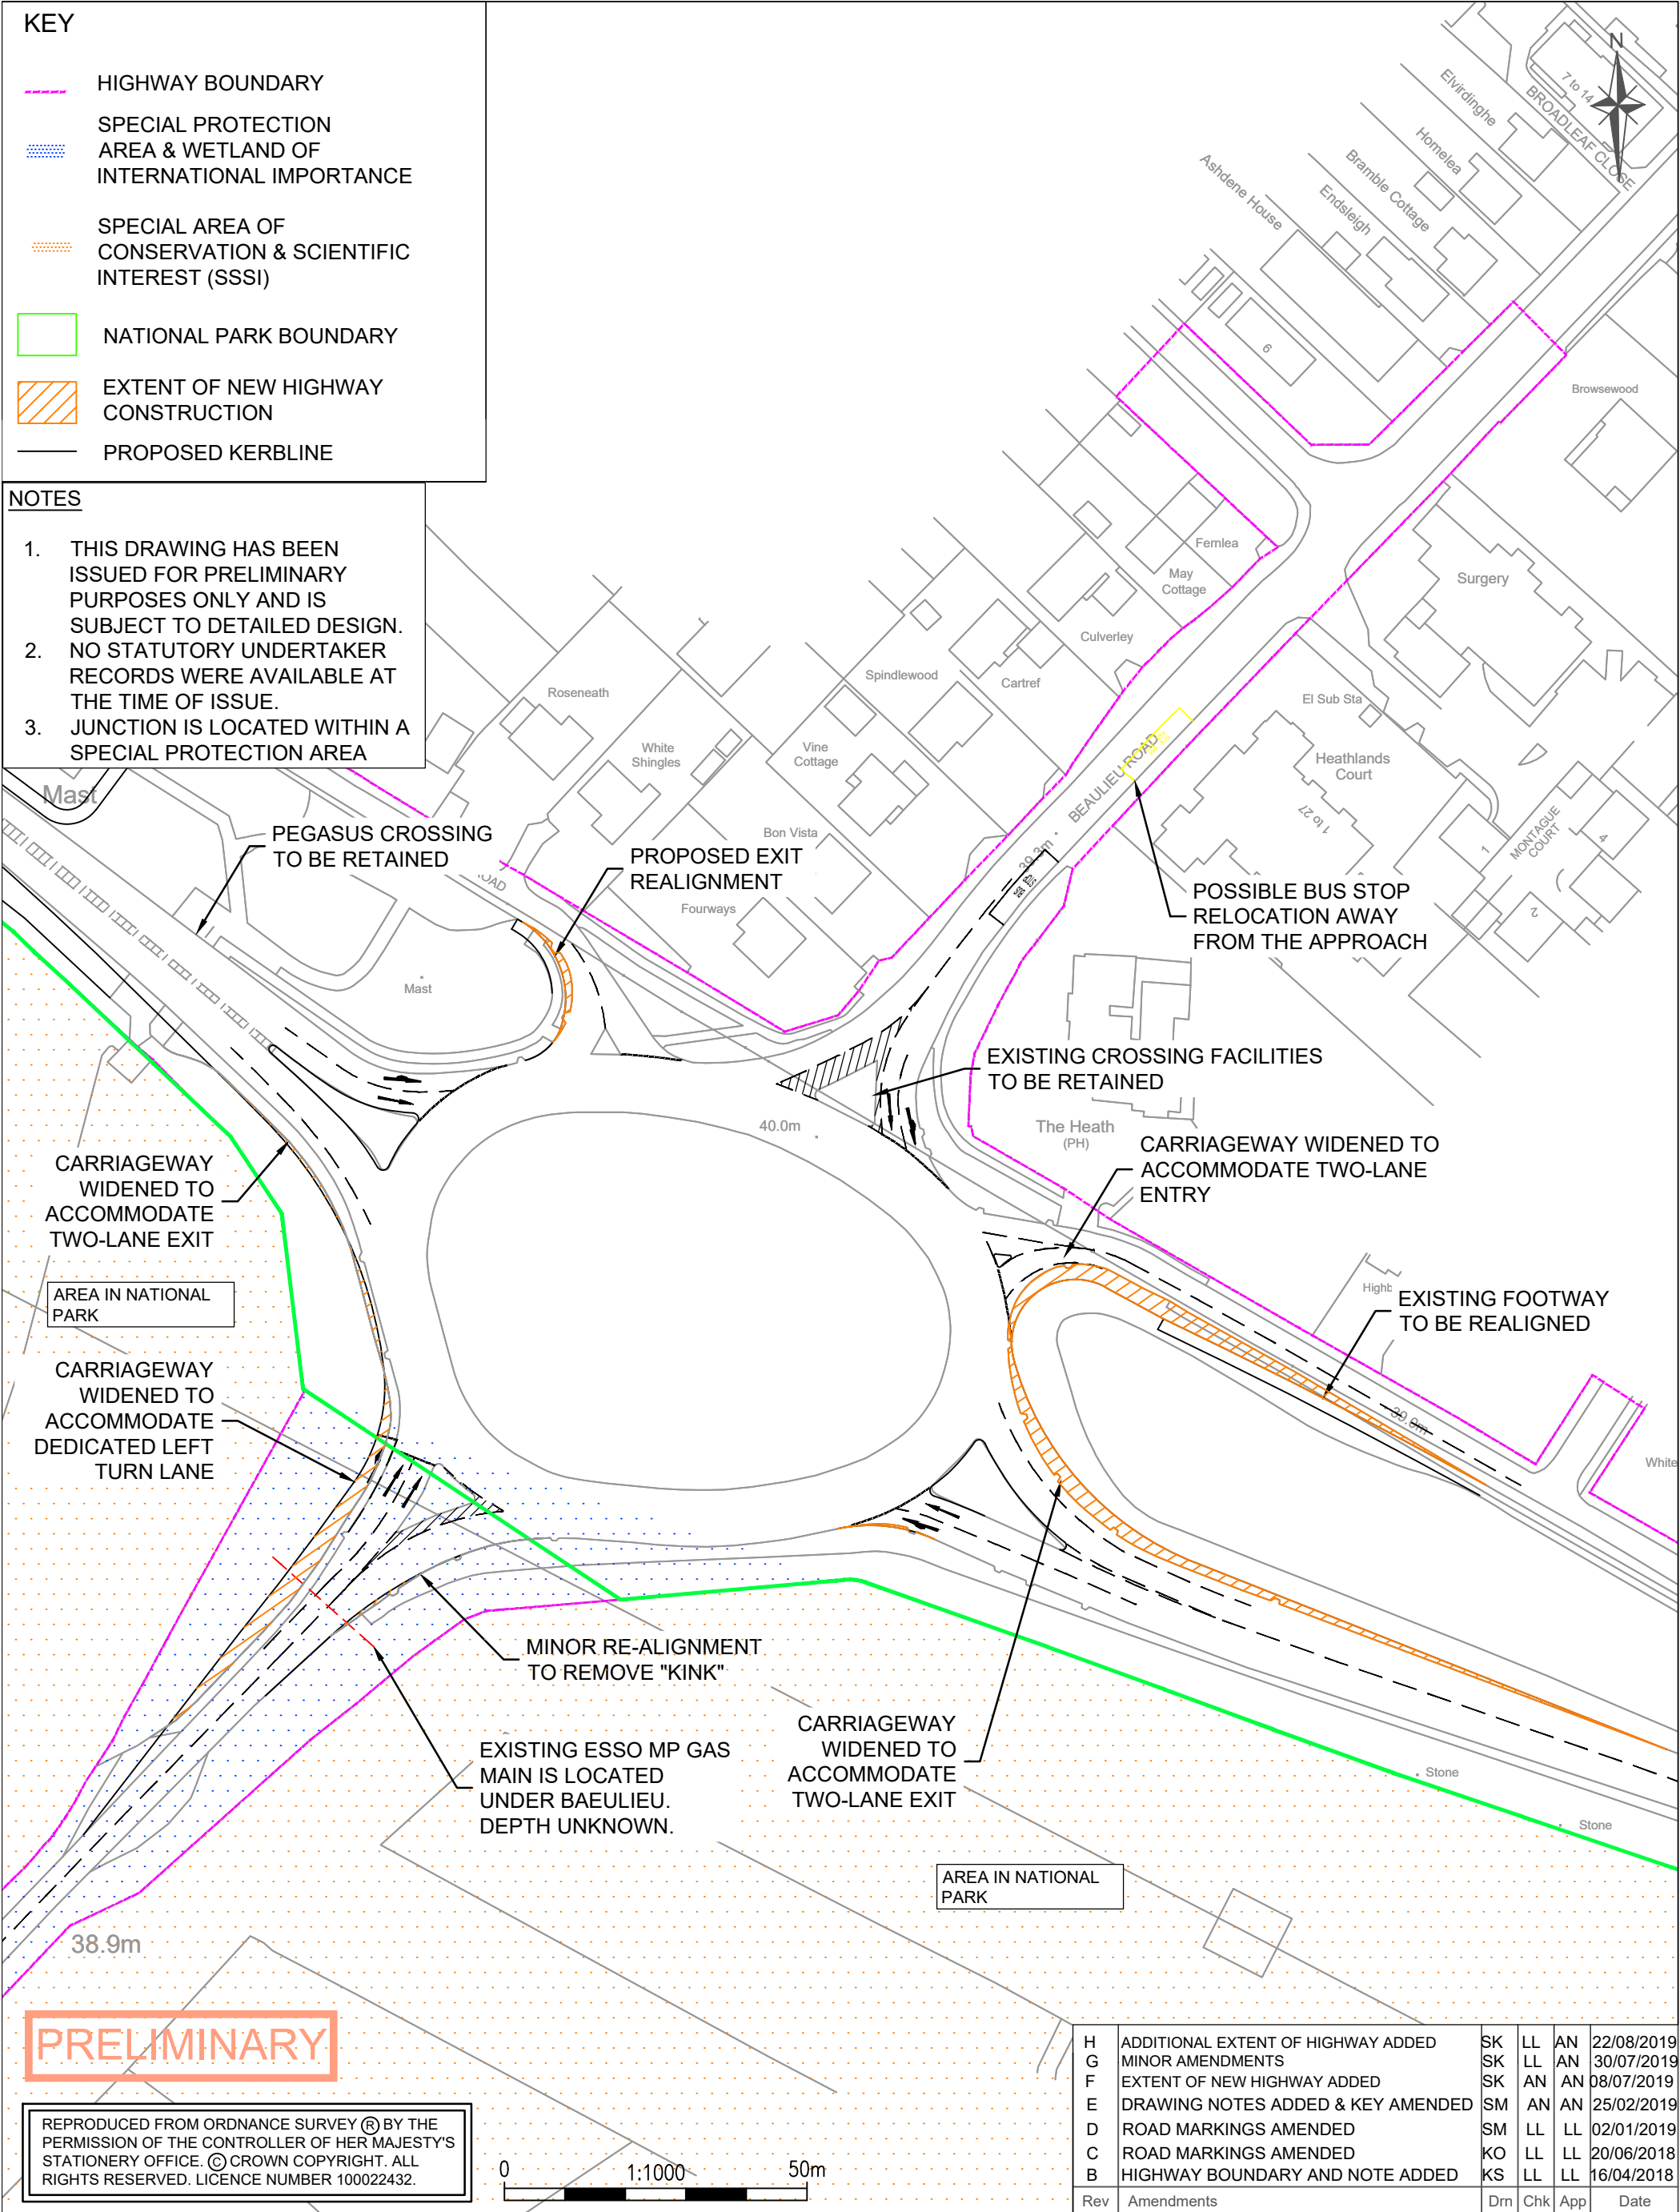 KEY
HIGHWAY BOUNDARY
SPECIAL PROTECTION
AREA & WETLAND OF
INTERNATIONAL IMPORTANCE
SPECIAL AREA OF
CONSERVATION & SCIENTIFIC
INTEREST (SSSI)
NATIONAL PARK BOUNDARY
EXTENT OF NEW HIGHWAY
CONSTRUCTION
PROPOSED KERBLINE
NOTES
1. THIS DRAWING HAS BEEN
ISSUED FOR PRELIMINARY
PURPOSES ONLY AND IS
SUBJECT TO DETAILED DESIGN.
2. NO STATUTORY UNDERTAKER
RECORDS WERE AVAILABLE AT
THE TIME OF ISSUE.
3. JUNCTION IS LOCATED WITHIN A
SPECIAL PROTECTION AREA
N
7 to 14
BROADLEAF CLOSE
Elvirdinghe
Homelea
Bramble Cottage
Endsleigh
Ashdene House
6
Browsewood
Fernlea
May
Cottage
Surgery
Culverley
Spindlewood
Cartref
El Sub Sta
Roseneath
White
Shingles
Vine
Cottage
Heathlands
Court
1 to 27
BEAULIEU ROAD
MONTAGUE
COURT
1
4
2
Mast
Bon Vista
39.3m
Fourways
OAD
PEGASUS CROSSING
TO BE RETAINED
PROPOSED EXIT
REALIGNMENT
POSSIBLE BUS STOP
RELOCATION AWAY
FROM THE APPROACH
Mast
EXISTING CROSSING FACILITIES
TO BE RETAINED
40.0m
The Heath
(PH)
CARRIAGEWAY WIDENED TO
ACCOMMODATE TWO-LANE
ENTRY
CARRIAGEWAY
WIDENED TO
ACCOMMODATE
TWO-LANE EXIT
AREA IN NATIONAL
PARK
Highb
EXISTING FOOTWAY
TO BE REALIGNED
CARRIAGEWAY
WIDENED TO
ACCOMMODATE
DEDICATED LEFT
TURN LANE
39.9m
White
MINOR RE-ALIGNMENT
TO REMOVE "KINK"
EXISTING ESSO MP GAS
MAIN IS LOCATED
UNDER BAEULIEU.
DEPTH UNKNOWN.
CARRIAGEWAY
WIDENED TO
ACCOMMODATE
TWO-LANE EXIT
Stone
Stone
AREA IN NATIONAL
PARK
38.9m
PRELIMINARY
REPRODUCED FROM ORDNANCE SURVEY Ⓡ BY THE
PERMISSION OF THE CONTROLLER OF HER MAJESTY'S
STATIONERY OFFICE. Ⓒ CROWN COPYRIGHT. ALL
RIGHTS RESERVED. LICENCE NUMBER 100022432.
0 1:1000 50m
H ADDITIONAL EXTENT OF HIGHWAY ADDED SK LL AN 22/08/2019
G MINOR AMENDMENTS SK LL AN 30/07/2019
F EXTENT OF NEW HIGHWAY ADDED SK AN AN 08/07/2019
E DRAWING NOTES ADDED & KEY AMENDED SM AN AN 25/02/2019
D ROAD MARKINGS AMENDED SM LL LL 02/01/2019
C ROAD MARKINGS AMENDED KO LL LL 20/06/2018
B HIGHWAY BOUNDARY AND NOTE ADDED KS LL LL 16/04/2018
Rev Amendments Drn Chk App Date